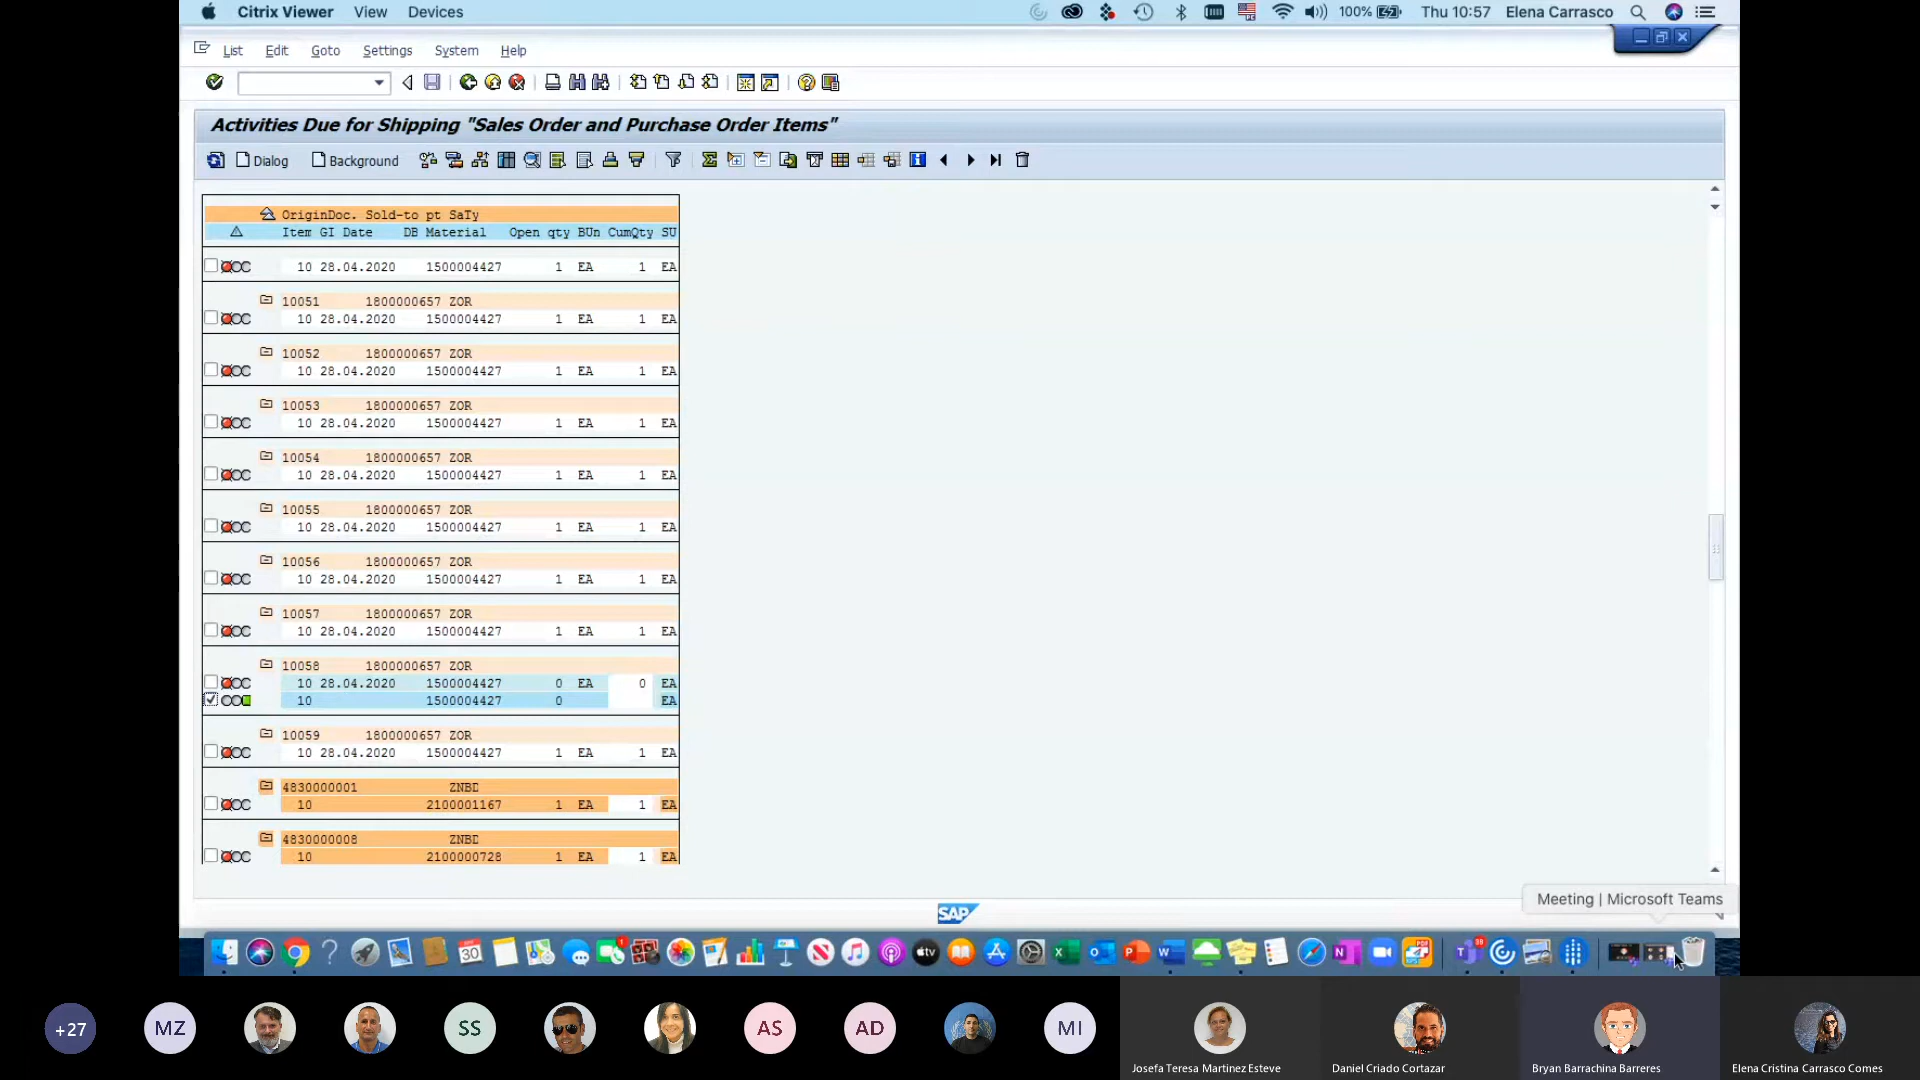 Citrix Viewer View Devices 100% Thu 10:57 Elena Carrasco
List Edit Goto Settings System Help
Activities Due for Shipping "Sales Order and Purchase Order Items"
Dialog Background
OriginDoc. Sold-to pt SaTy
Item GI Date DB Material Open qty BUn CumQty SU
10 28.04.2020 1500004427 1 EA 1 EA
10051 1800000657 ZOR
10 28.04.2020 1500004427 1 EA 1 EA
10052 1800000657 ZOR
10 28.04.2020 1500004427 1 EA 1 EA
10053 1800000657 ZOR
10 28.04.2020 1500004427 1 EA 1 EA
10054 1800000657 ZOR
10 28.04.2020 1500004427 1 EA 1 EA
10055 1800000657 ZOR
10 28.04.2020 1500004427 1 EA 1 EA
10056 1800000657 ZOR
10 28.04.2020 1500004427 1 EA 1 EA
10057 1800000657 ZOR
10 28.04.2020 1500004427 1 EA 1 EA
10058 1800000657 ZOR
10 28.04.2020 1500004427 0 EA 0 EA
10 1500004427 0 EA
10059 1800000657 ZOR
10 28.04.2020 1500004427 1 EA 1 EA
4830000001 ZNBD
10 2100001167 1 EA 1 EA
4830000008 ZNBD
10 2100000728 1 EA 1 EA
Meeting | Microsoft Teams
SAP
30 tv
+27 MZ SS AS AD MI
Josefa Teresa Martinez Esteve Daniel Criado Cortazar Bryan Barrachina Barreres Elena Cristina Carrasco Comes